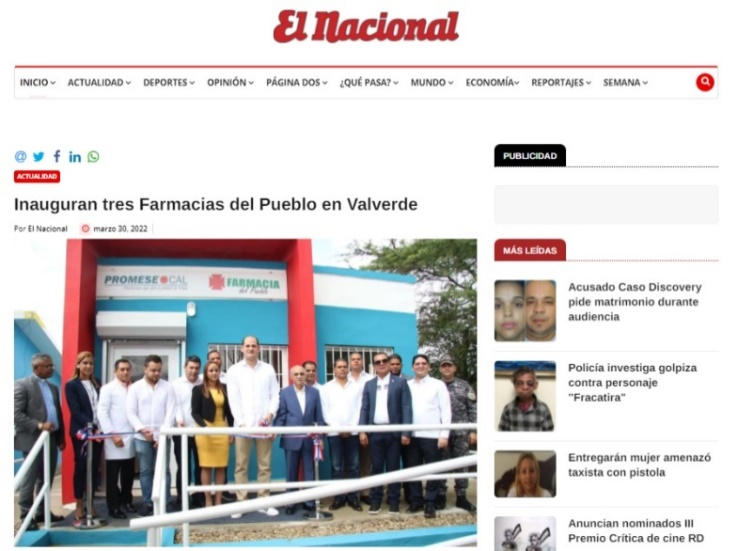 El Nacional
INICIO ACTUALIDAD DEPORTES OPINIÓN PÁGINA DOS ¿QUÉ PASA? MUNDO ECONOMÍA REPORTAJES SEMANA
PUBLICIDAD
ACTUALIDAD
Inauguran tres Farmacias del Pueblo en Valverde
Por El Nacional marzo 30, 2022
PROMESE CAL
FARMACIA
del Pueblo
MÁS LEÍDAS
Acusado Caso Discovery
pide matrimonio durante
audiencia
Policía investiga golpiza
contra personaje
"Fracatira"
Entregarán mujer amenazó
taxista con pistola
Anuncian nominados III
Premio Crítica de cine RD